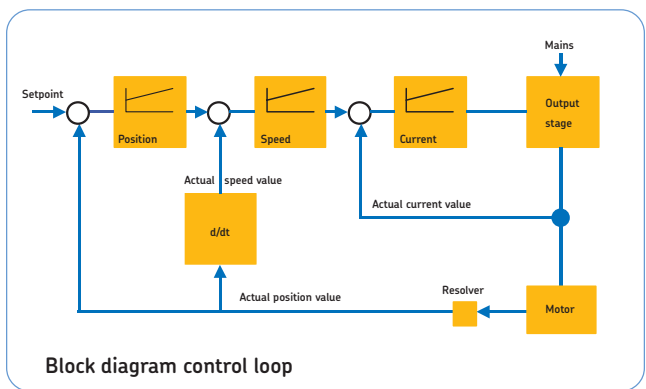 Mains
Setpoint
Output
stage
Position
Speed
Current
Actual speed value
Actual current value
d/dt
Resolver
Actual position value
Motor
Block diagram control loop